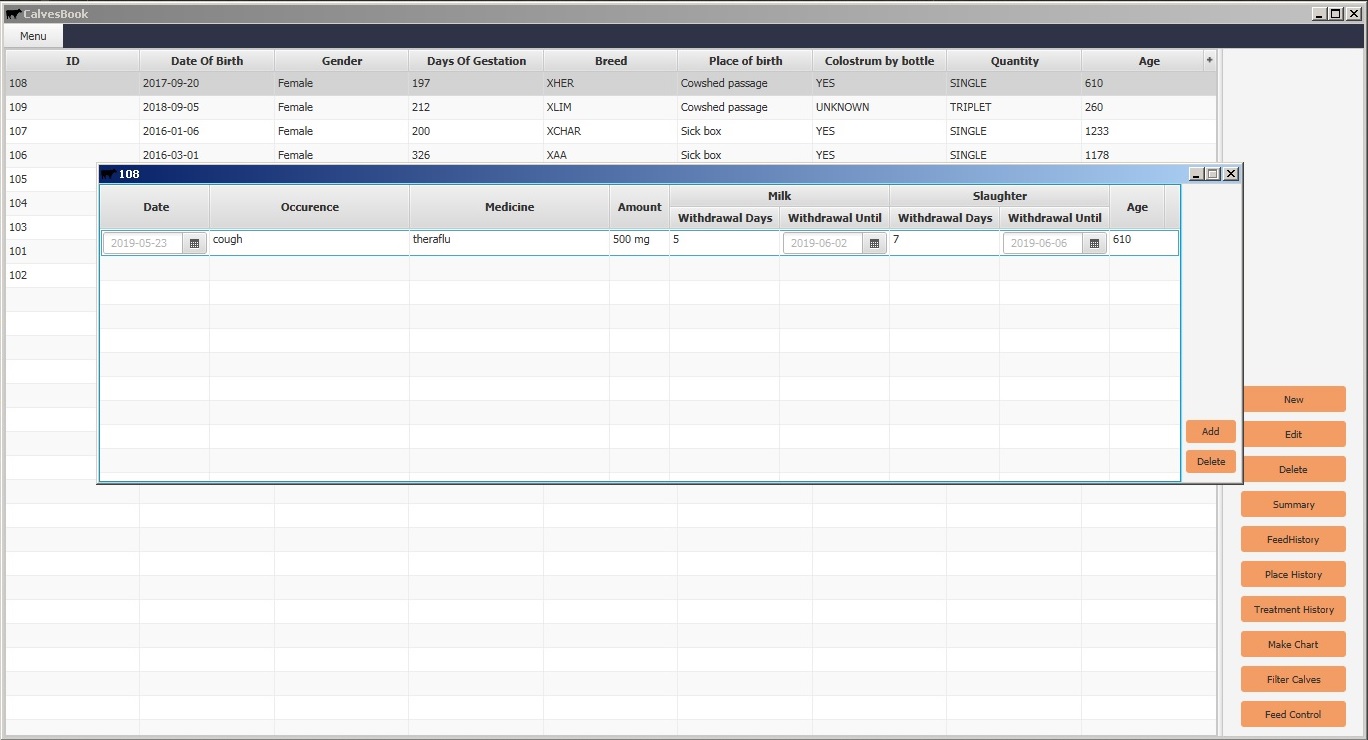 CalvesBook
Menu
ID Date Of Birth Gender Days Of Gestation Breed Place of birth Colostrum by bottle Quantity Age +
108 2017-09-20 Female 197 XHER Cowshed passage YES SINGLE 610
109 2018-09-05 Female 212 XLIM Cowshed passage UNKNOWN TRIPLET 260
107 2016-01-06 Female 200 XCHAR Sick box YES SINGLE 1233
106 2016-03-01 Female 326 XAA Sick box YES SINGLE 1178
105
104
103
101
102
108
Date Occurence Medicine Amount Milk Slaughter Age
Withdrawal Days Withdrawal Until Withdrawal Days Withdrawal Until
2019-05-23 cough theraflu 500 mg 5 2019-06-02 7 2019-06-06 610
Add
Delete
New
Edit
Delete
Summary
FeedHistory
Place History
Treatment History
Make Chart
Filter Calves
Feed Control